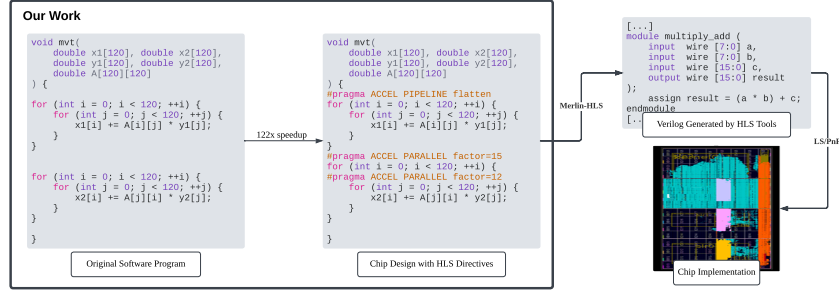 Our Work
void mvt(
double x1[120], double x2[120],
double y1[120], double y2[120],
double A[120][120]
) {
for (int i = 0; i < 120; ++i) {
for (int j = 0; j < 120; ++j) {
x1[i] += A[i][j] * y1[j];
}
}
for (int i = 0; i < 120; ++i) {
for (int j = 0; j < 120; ++j) {
x2[i] += A[j][i] * y2[j];
}
}
}
Original Software Program
122x speedup
void mvt(
double x1[120], double x2[120],
double y1[120], double y2[120],
double A[120][120]
) {
#pragma ACCEL PIPELINE flatten
for (int i = 0; i < 120; ++i) {
for (int j = 0; j < 120; ++j) {
x1[i] += A[i][j] * y1[j];
}
}
#pragma ACCEL PARALLEL factor=15
for (int i = 0; i < 120; ++i) {
#pragma ACCEL PARALLEL factor=12
for (int j = 0; j < 120; ++j) {
x2[i] += A[j][i] * y2[j];
}
}
}
Chip Design with HLS Directives
Merlin-HLS
[...]
module multiply_add (
input wire [7:0] a,
input wire [7:0] b,
input wire [15:0] c,
output wire [15:0] result
);
assign result = (a * b) + c;
endmodule
[..
Verilog Generated by HLS Tools
LS/PnR
Chip Implementation